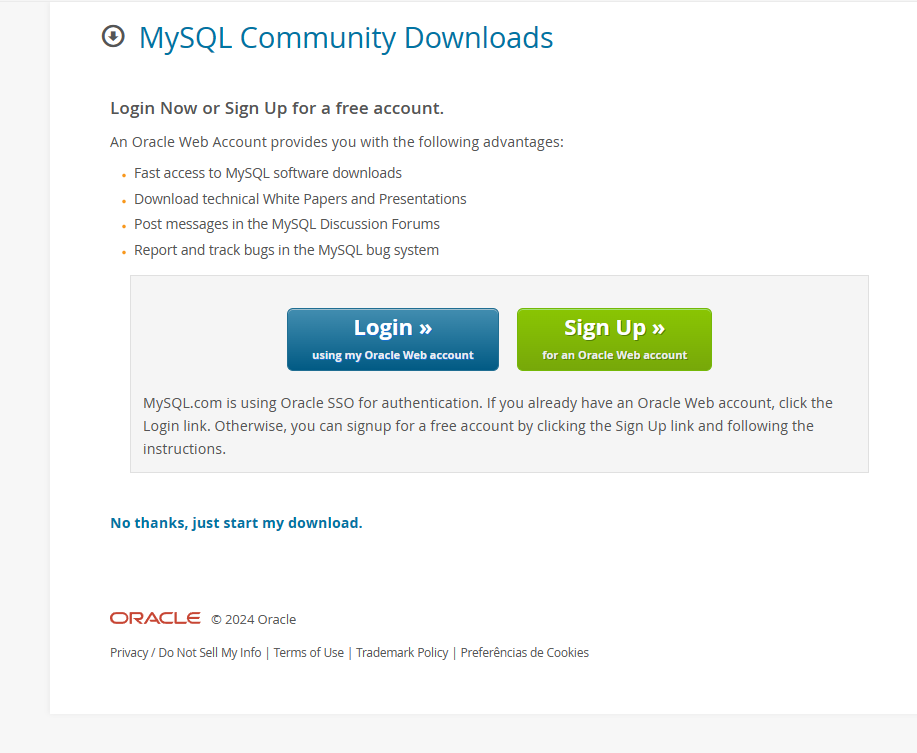 MySQL Community Downloads
Login Now or Sign Up for a free account.
An Oracle Web Account provides you with the following advantages:
Fast access to MySQL software downloads
Download technical White Papers and Presentations
Post messages in the MySQL Discussion Forums
Report and track bugs in the MySQL bug system
Login »
using my Oracle Web account
Sign Up »
for an Oracle Web account
MySQL.com is using Oracle SSO for authentication. If you already have an Oracle Web account, click the
Login link. Otherwise, you can signup for a free account by clicking the Sign Up link and following the
instructions.
No thanks, just start my download.
ORACLE © 2024 Oracle
Privacy / Do Not Sell My Info | Terms of Use | Trademark Policy | Preferências de Cookies